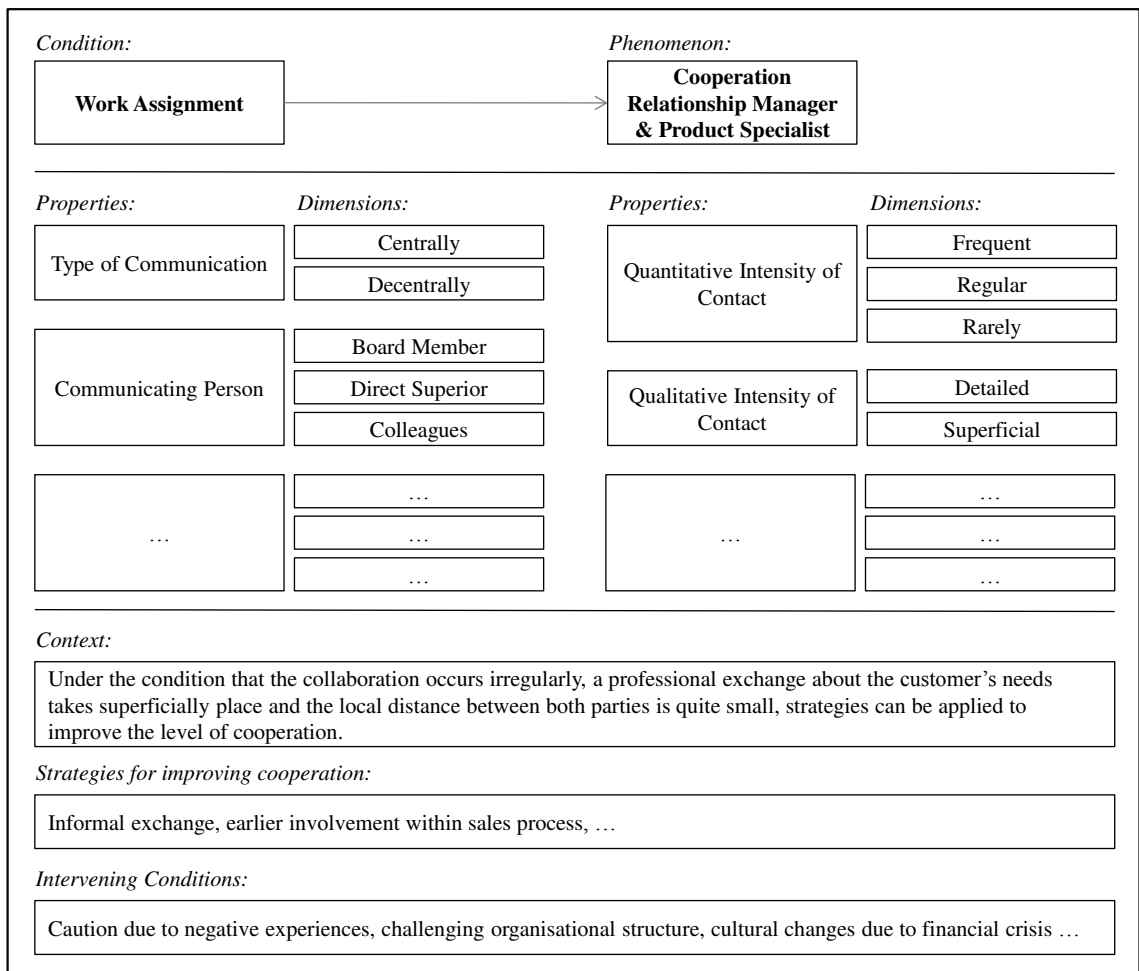 Condition:
Phenomenon:
Work Assignment
Cooperation
Relationship Manager
& Product Specialist
Properties:
Dimensions:
Properties:
Dimensions:
Type of Communication
Centrally
Decentrally
Quantitative Intensity of
Contact
Frequent
Regular
Rarely
Communicating Person
Board Member
Direct Superior
Colleagues
Qualitative Intensity of
Contact
Detailed
Superficial
…
…
…
…
…
…
…
…
Context:
Under the condition that the collaboration occurs irregularly, a professional exchange about the customer’s needs
takes superficially place and the local distance between both parties is quite small, strategies can be applied to
improve the level of cooperation.
Strategies for improving cooperation:
Informal exchange, earlier involvement within sales process, …
Intervening Conditions:
Caution due to negative experiences, challenging organisational structure, cultural changes due to financial crisis …